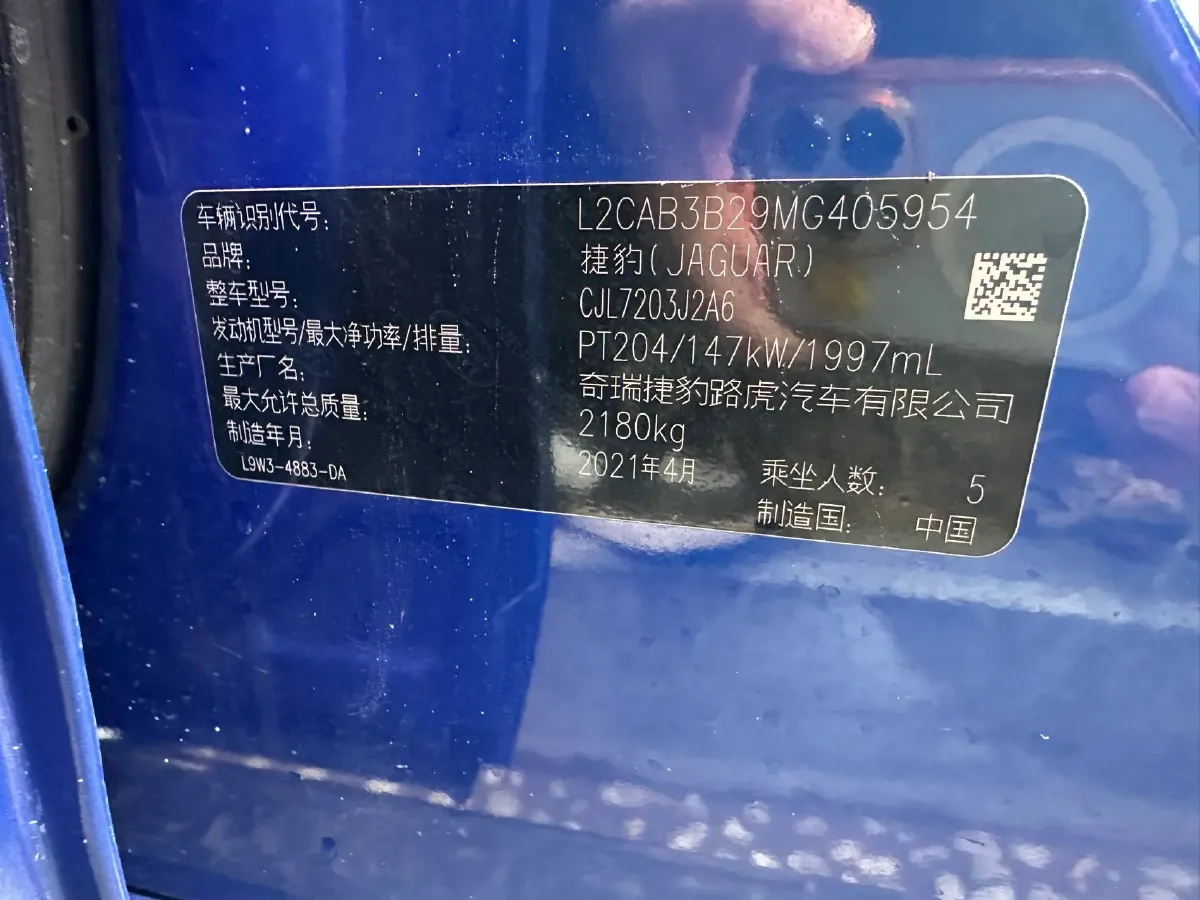 车辆识别代号: L2CAB3B29MG405954
品牌: 捷豹(JAGUAR)
整车型号: CJL7203J2A6
发动机型号/最大净功率/排量: PT204/147kW/1997mL
生产厂名: 奇瑞捷豹路虎汽车有限公司
最大允许总质量: 2180kg
制造年月: 2021年4月 乘坐人数: 5
L9W3-4883-DA 制造国: 中国